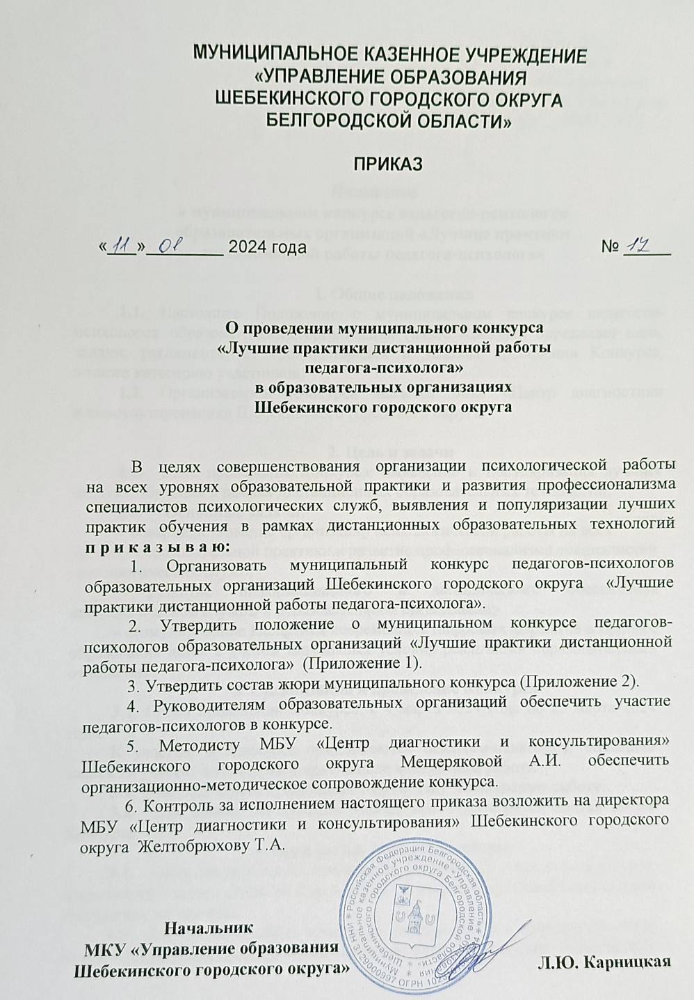 МУНИЦИПАЛЬНОЕ КАЗЕННОЕ УЧРЕЖДЕНИЕ
«УПРАВЛЕНИЕ ОБРАЗОВАНИЯ
ШЕБЕКИНСКОГО ГОРОДСКОГО ОКРУГА
БЕЛГОРОДСКОЙ ОБЛАСТИ»
ПРИКАЗ
«11» 01 2024 года № 17
О проведении муниципального конкурса
«Лучшие практики дистанционной работы
педагога-психолога»
в образовательных организациях
Шебекинского городского округа
В целях совершенствования организации психологической работы
на всех уровнях образовательной практики и развития профессионализма
специалистов психологических служб, выявления и популяризации лучших
практик обучения в рамках дистанционных образовательных технологий
п р и к а з ы в а ю:
1. Организовать муниципальный конкурс педагогов-психологов
образовательных организаций Шебекинского городского округа «Лучшие
практики дистанционной работы педагога-психолога».
2. Утвердить положение о муниципальном конкурсе педагогов-
психологов образовательных организаций «Лучшие практики дистанционной
работы педагога-психолога» (Приложение 1).
3. Утвердить состав жюри муниципального конкурса (Приложение 2).
4. Руководителям образовательных организаций обеспечить участие
педагогов-психологов в конкурсе.
5. Методисту МБУ «Центр диагностики и консультирования»
Шебекинского городского округа Мещеряковой А.И. обеспечить
организационно-методическое сопровождение конкурса.
6. Контроль за исполнением настоящего приказа возложить на директора
МБУ «Центр диагностики и консультирования» Шебекинского городского
округа Желтобрюхову Т.А.
Российская Федерация Белгородская область
Муниципальное казенное учреждение «Управление образования
Шебекинского городского округа Белгородской области»
Начальник
МКУ «Управление образования
Шебекинского городского округа»
Л.Ю. Карницкая